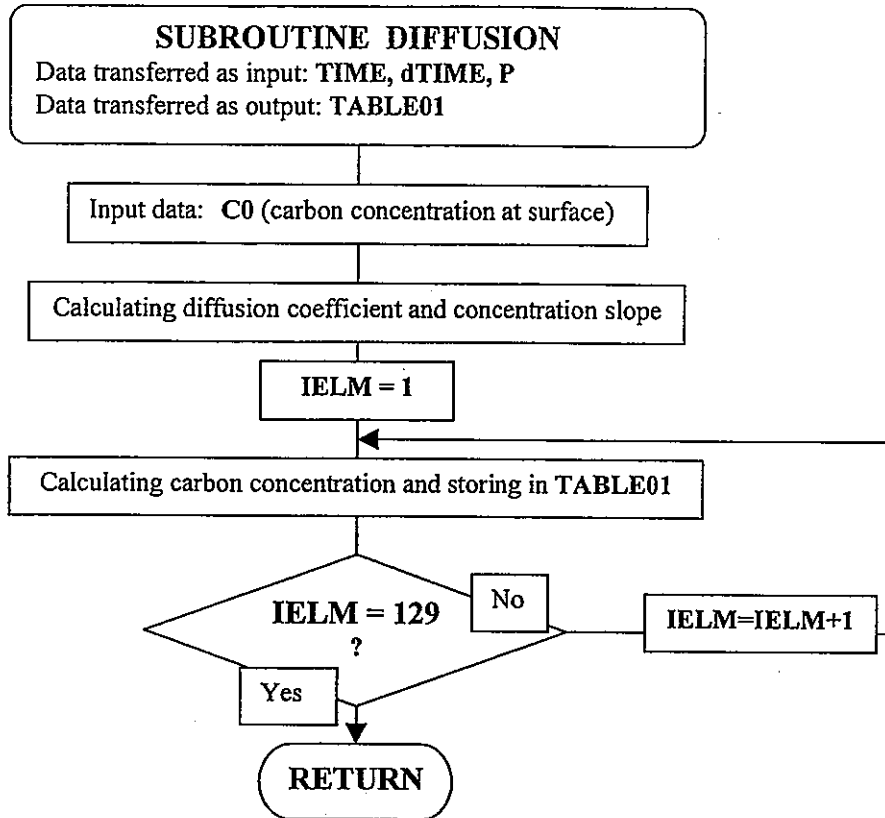 SUBROUTINE DIFFUSION
Data transferred as input: TIME, dTIME, P
Data transferred as output: TABLE01
Input data: C0 (carbon concentration at surface)
Calculating diffusion coefficient and concentration slope
IELM = 1
Calculating carbon concentration and storing in TABLE01
IELM = 129
?
No
IELM=IELM+1
Yes
RETURN